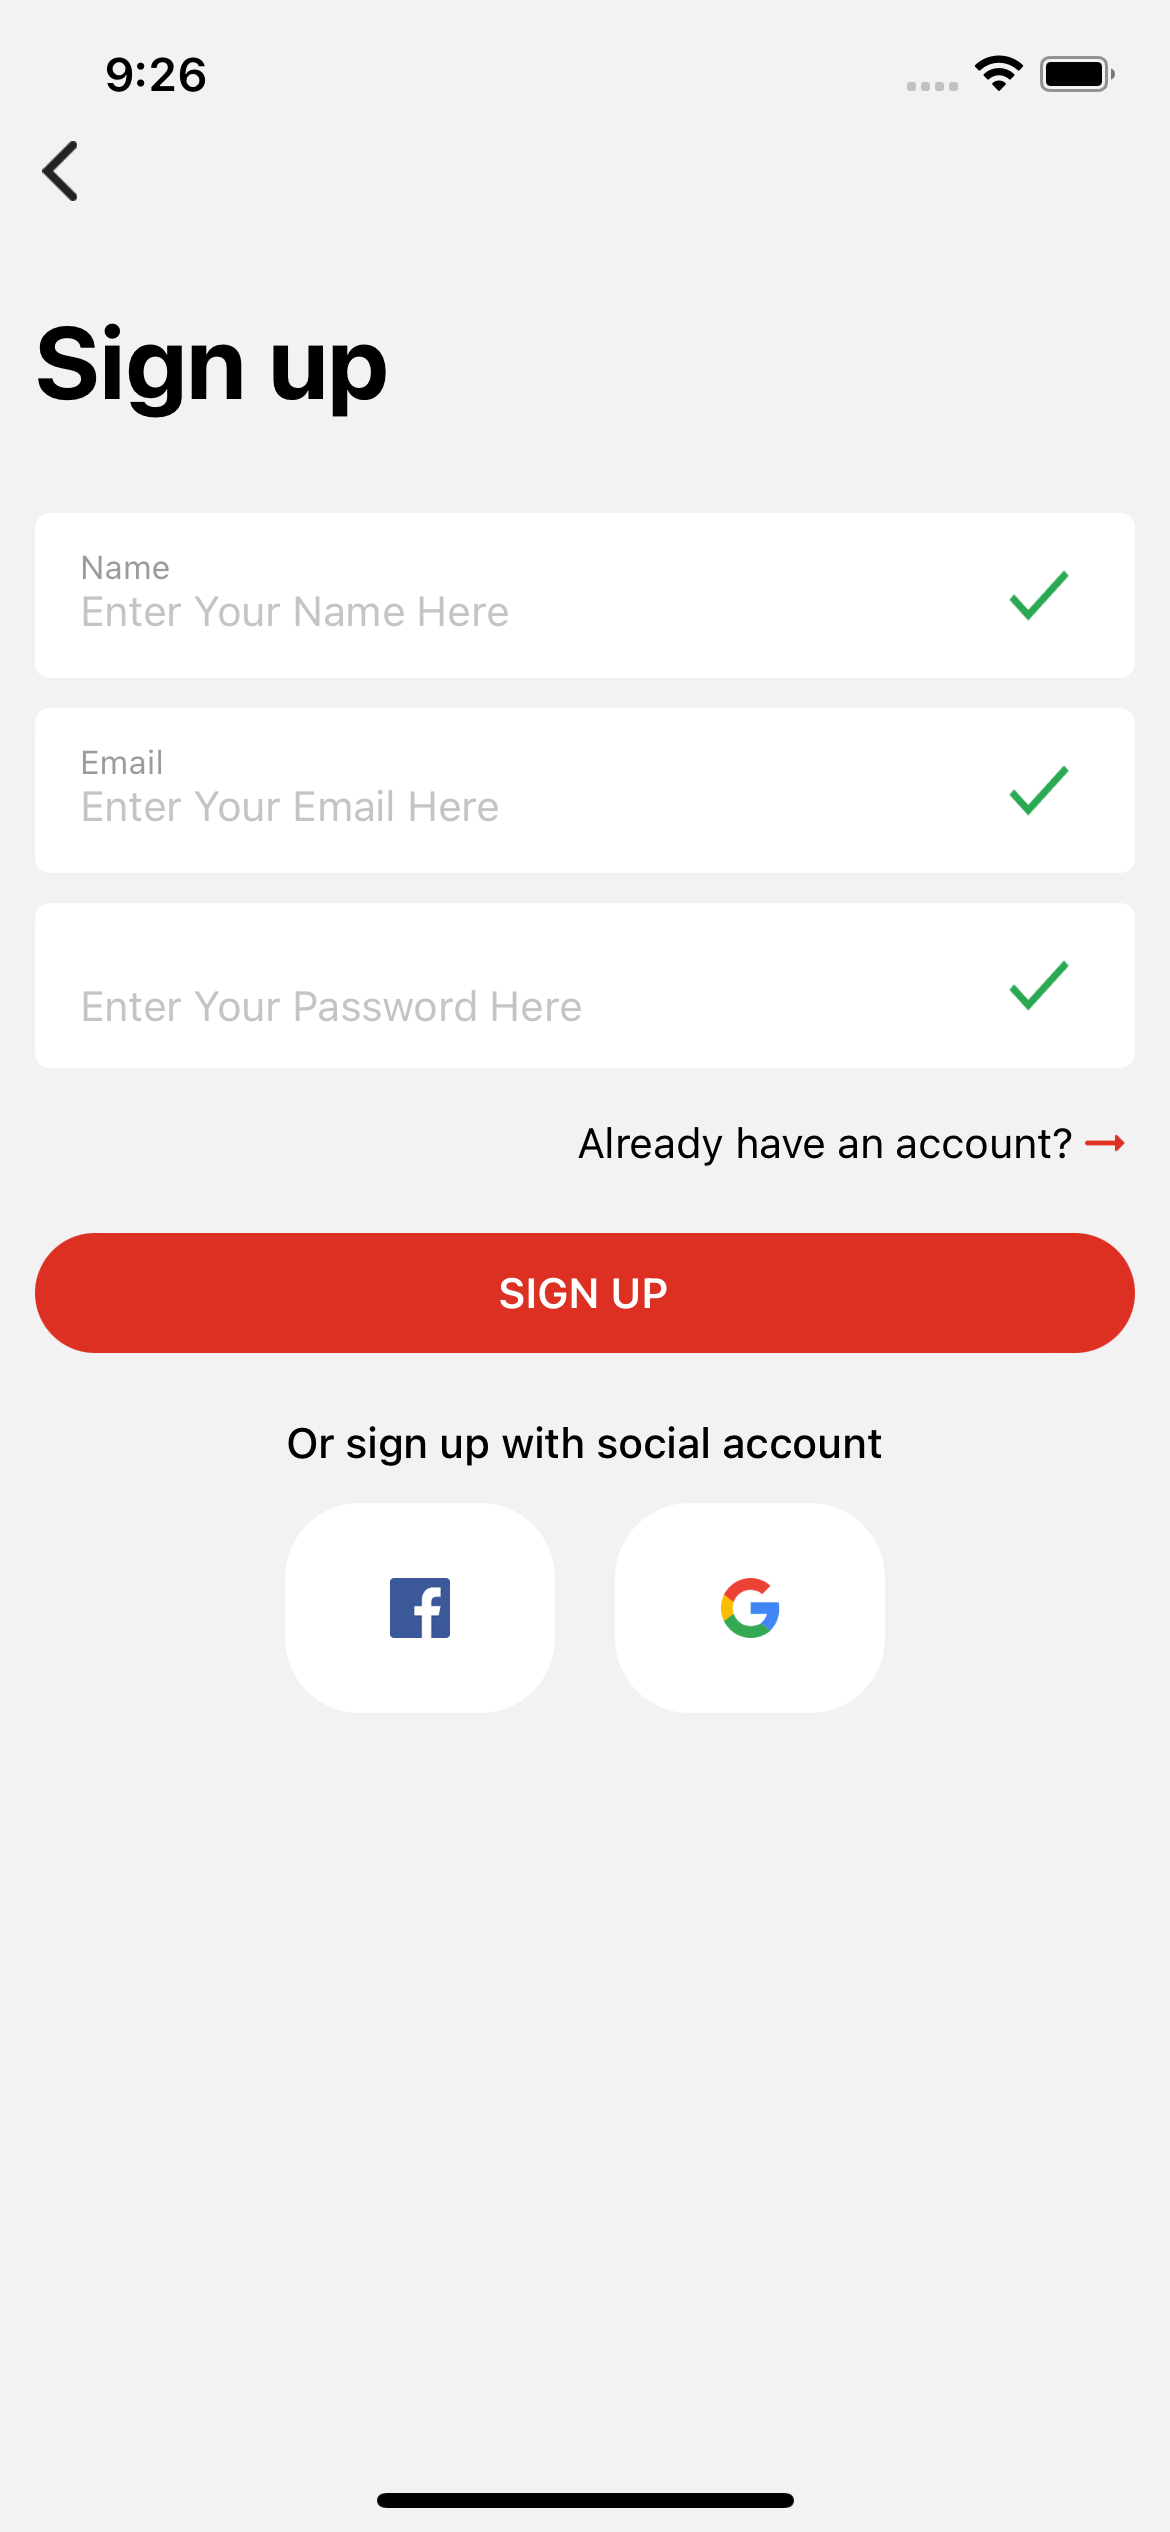 9:26
Sign up
Name
Enter Your Name Here
Email
Enter Your Email Here
Enter Your Password Here
Already have an account?
SIGN UP
Or sign up with social account